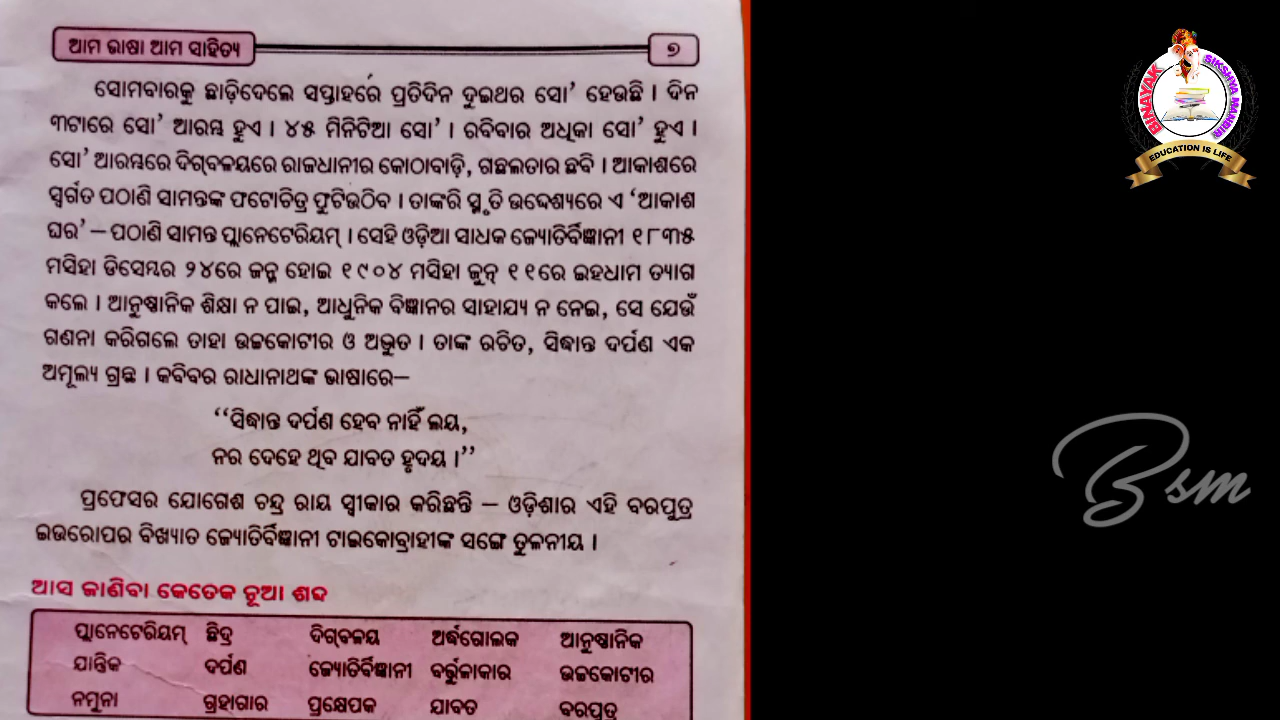 ଆମ ଭାଷା ଆମ ସାହିତ୍ୟ
୭
ସୋମବାରକୁ ଛାଡ଼ିଦେଲେ ସପ୍ତାହରେ ପ୍ରତିଦିନ ଦୁଇଥର ସୋ’ ହେଉଛି । ଦିନ
୩ଟାରେ ସୋ’ ଆରମ୍ଭ ହୁଏ । ୪୫ ମିନିଟିଆ ସୋ’ । ରବିବାର ଅଧିକା ସୋ’ ହୁଏ ।
ସୋ’ ଆରମ୍ଭରେ ଦିଗ୍‌ବଳୟରେ ରାଜଧାନୀର କୋଠାବାଡ଼ି, ଗଛଲତାର ଛବି । ଆକାଶରେ
ସ୍ୱର୍ଗତ ପଠାଣି ସାମନ୍ତଙ୍କ ଫଟୋଚିତ୍ର ଫୁଟିଉଠିବ । ତାଙ୍କରି ସ୍ମୃତି ଉଦ୍ଦେଶ୍ୟରେ ଏ ‘ଆକାଶ
ଘର’ – ପଠାଣି ସାମନ୍ତ ପ୍ଲାନେଟେରିୟମ୍ । ସେହି ଓଡ଼ିଆ ସାଧକ ଜ୍ୟୋତିର୍ବିଜ୍ଞାନୀ ୧୮୩୫
ମସିହା ଡିସେମ୍ବର ୨୪ରେ ଜନ୍ମ ହୋଇ ୧୯୦୪ ମସିହା ଜୁନ୍ ୧୧ରେ ଇହଧାମ ତ୍ୟାଗ
କଲେ । ଆନୁଷ୍ଠାନିକ ଶିକ୍ଷା ନ ପାଇ, ଆଧୁନିକ ବିଜ୍ଞାନର ସାହାଯ୍ୟ ନ ନେଇ, ସେ ଯେଉଁ
ଗଣନା କରିଗଲେ ତାହା ଉଚ୍ଚକୋଟୀର ଓ ଅଦ୍ଭୁତ । ତାଙ୍କ ରଚିତ, ସିଦ୍ଧାନ୍ତ ଦର୍ପଣ ଏକ
ଅମୂଲ୍ୟ ଗ୍ରନ୍ଥ । କବିବର ରାଧାନାଥଙ୍କ ଭାଷାରେ–
‘‘ସିଦ୍ଧାନ୍ତ ଦର୍ପଣ ହେବ ନାହିଁ ଲୟ,
ନର ଦେହେ ଥିବ ଯାବତ ହୃଦୟ ।’’
ପ୍ରଫେସର ଯୋଗେଶ ଚନ୍ଦ୍ର ରାୟ ସ୍ୱୀକାର କରିଛନ୍ତି – ଓଡ଼ିଶାର ଏହି ବରପୁତ୍ର
ଇଉରୋପର ବିଖ୍ୟାତ ଜ୍ୟୋତିର୍ବିଜ୍ଞାନୀ ଟାଇକୋବ୍ରାହୀଙ୍କ ସଙ୍ଗେ ତୁଳନୀୟ ।
ଆସ ଜାଣିବା କେତେକ ନୂଆ ଶବ୍ଦ
ପ୍ଲାନେଟେରିୟମ୍ ଛିଦ୍ର ଦିଗ୍‌ବଳୟ ଅର୍ଦ୍ଧଗୋଲକ ଆନୁଷ୍ଠାନିକ
ଯାନ୍ତ୍ରିକ ଦର୍ପଣ ଜ୍ୟୋତିର୍ବିଜ୍ଞାନୀ ବର୍ତ୍ତୁଳାକାର ଉଚ୍ଚକୋଟୀର
ନମୁନା ଗ୍ରହାଗାର ପ୍ରକ୍ଷେପକ ଯାବତ ବରପୁତ୍ର
BINAYAK SIKSHYA MANDIR
EDUCATION IS LIFE
Bsm